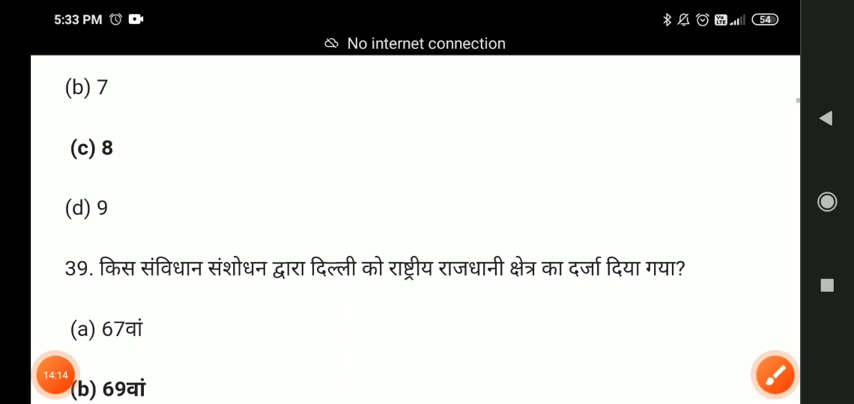 5:33 PM 54
No internet connection
(b) 7
(c) 8
(d) 9
39. किस संविधान संशोधन द्वारा दिल्ली को राष्ट्रीय राजधानी क्षेत्र का दर्जा दिया गया?
(a) 67वां
14:14
(b) 69वां